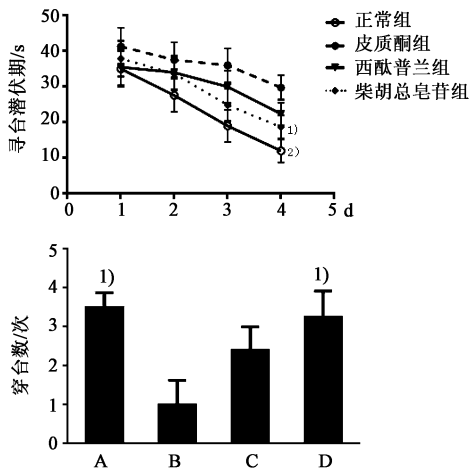 寻台潜伏期/s
50
40
30
20
10
0
0 1 2 3 4 5 d
正常组
皮质酮组
西酞普兰组
柴胡总皂苷组
1)
2)
穿台数/次
5
4
3
2
1
0
1)
1)
A B C D